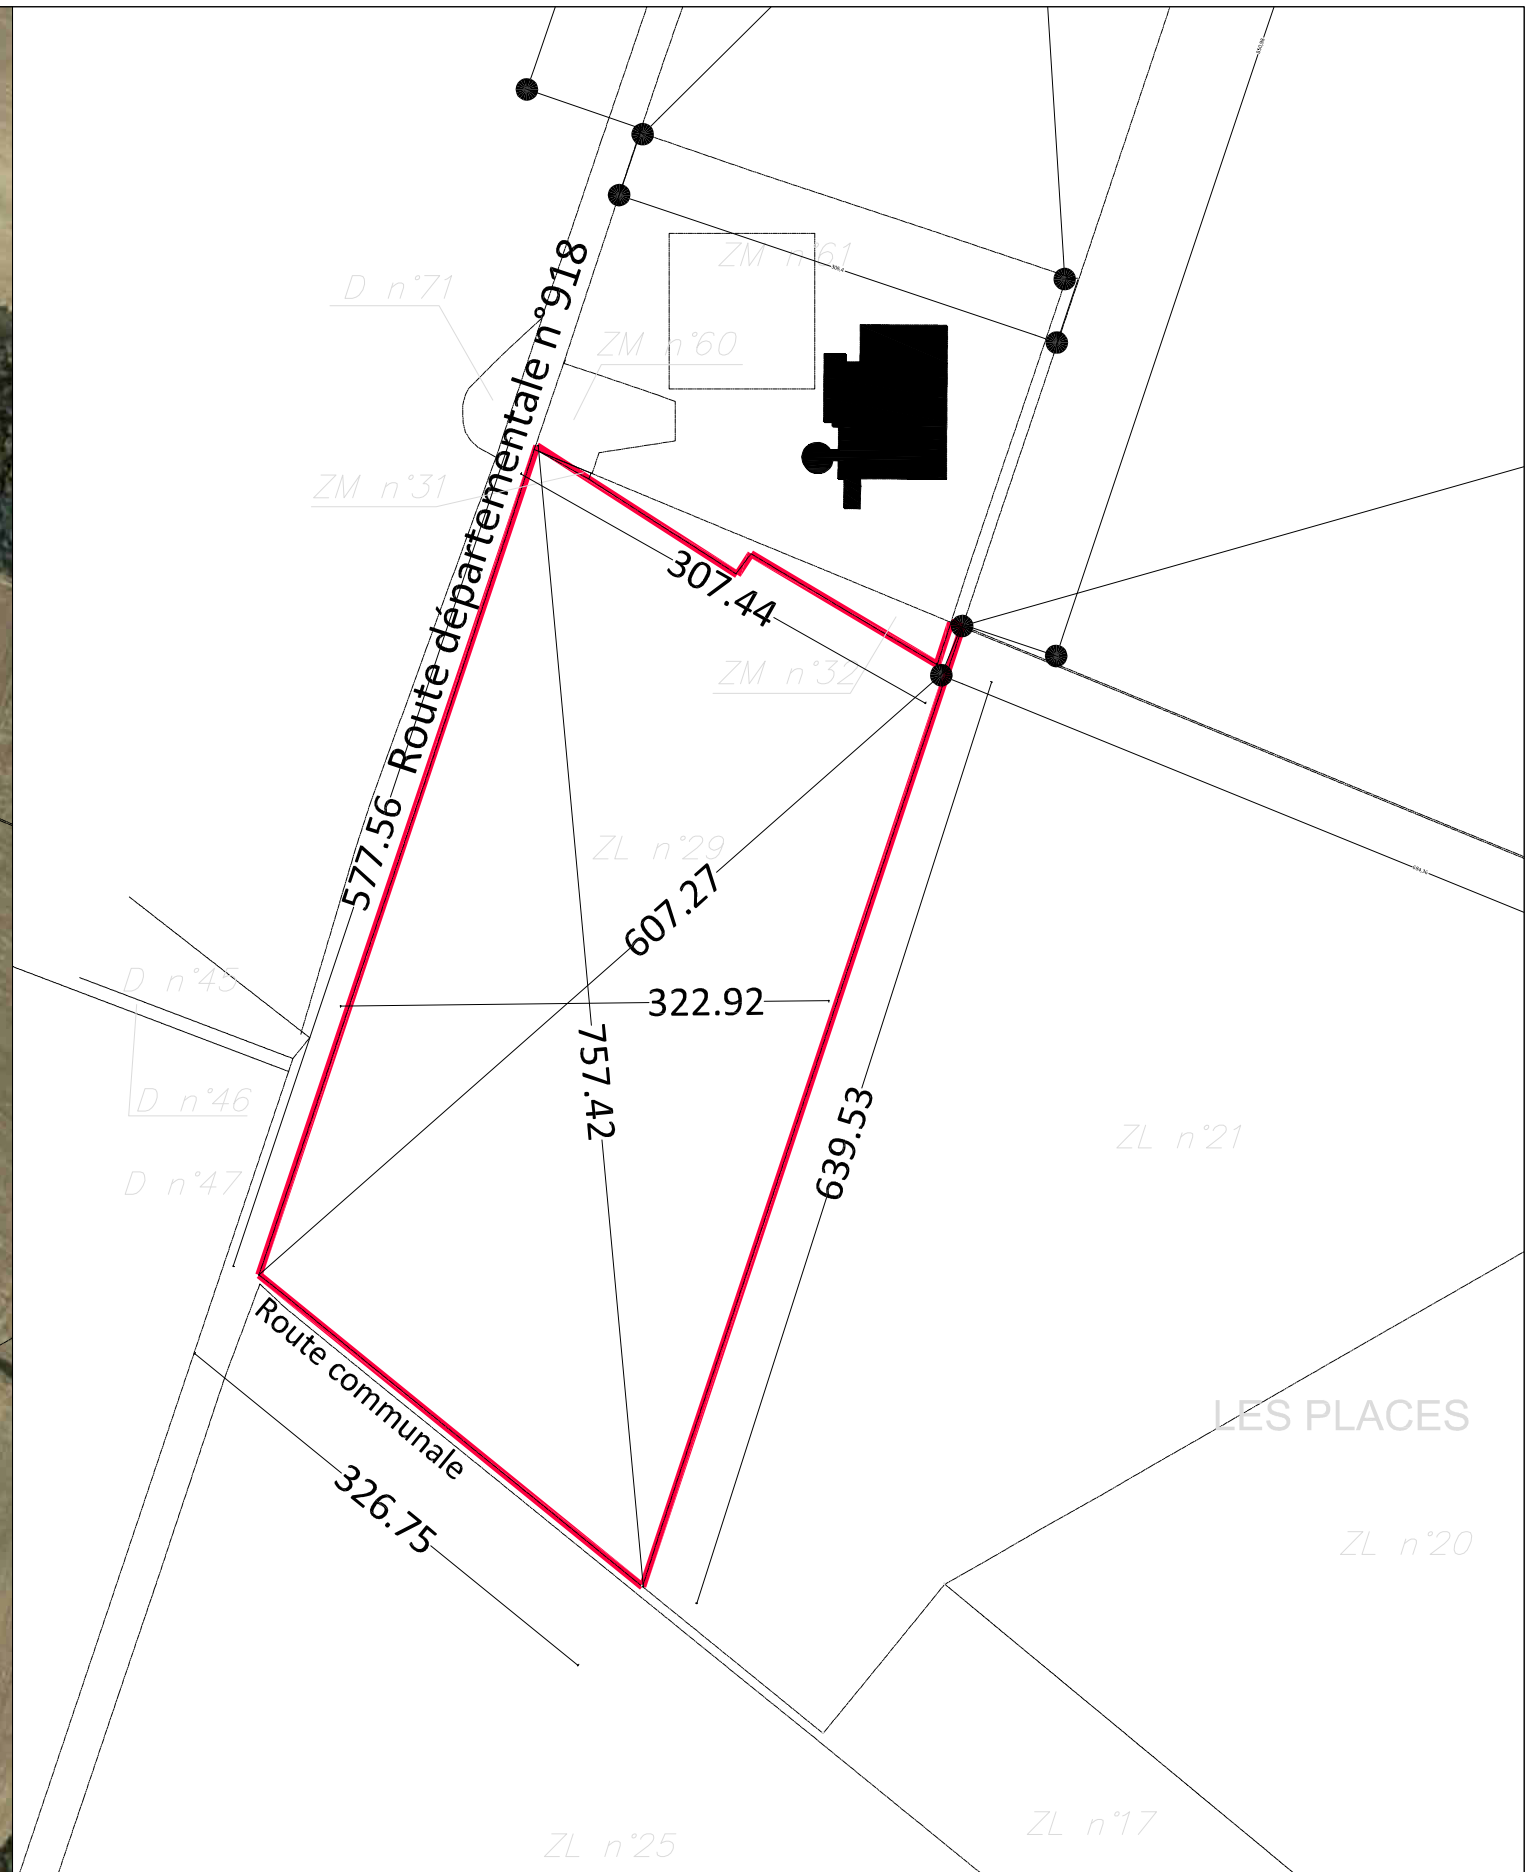 ZM n°61
Route départementale n°918
D n°71
ZM n°60
ZM n°31
307.44
ZM n°32
577.56
ZL n°29
607.27
D n°45
322.92
757.42
D n°46
639.53
ZL n°21
D n°47
Route communale
LES PLACES
326.75
ZL n°20
ZL n°17
ZL n°25